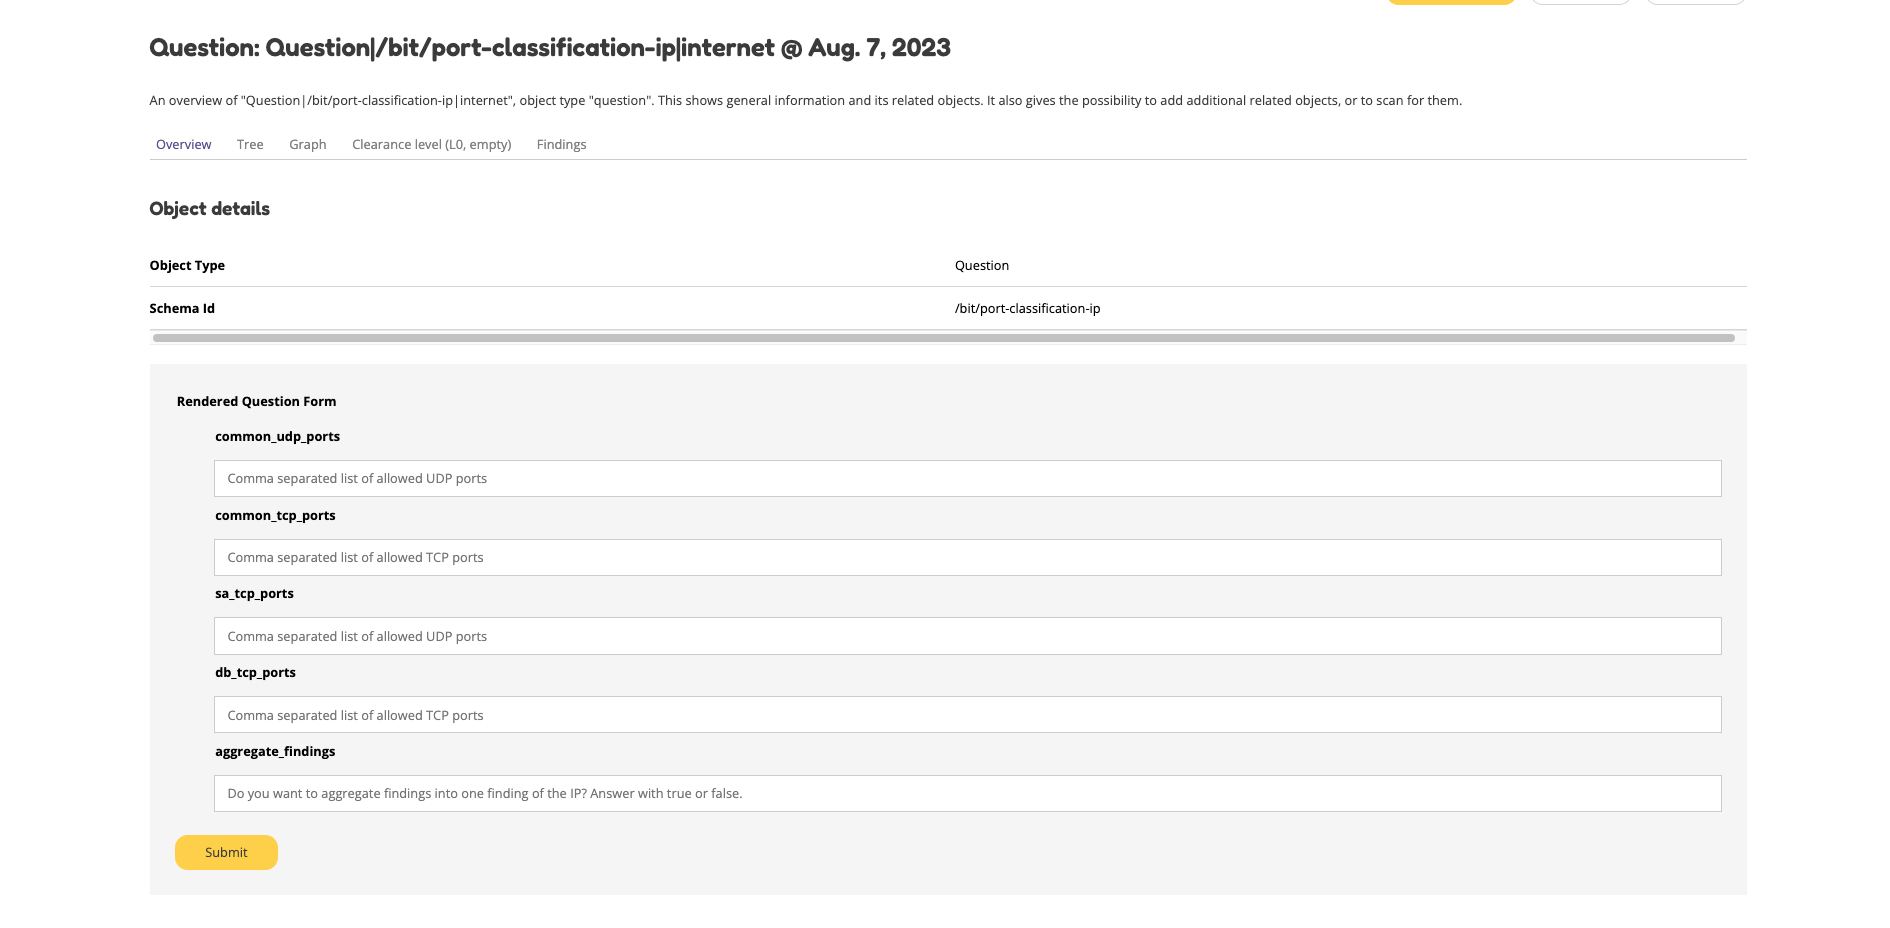 Question: Question|/bit/port-classification-ip|internet @ Aug. 7, 2023
An overview of "Question|/bit/port-classification-ip|internet", object type "question". This shows general information and its related objects. It also gives the possibility to add additional related objects, or to scan for them.
Overview Tree Graph Clearance level (L0, empty) Findings
Object details
Object Type Question
Schema Id /bit/port-classification-ip
Rendered Question Form
common_udp_ports
Comma separated list of allowed UDP ports
common_tcp_ports
Comma separated list of allowed TCP ports
sa_tcp_ports
Comma separated list of allowed UDP ports
db_tcp_ports
Comma separated list of allowed TCP ports
aggregate_findings
Do you want to aggregate findings into one finding of the IP? Answer with true or false.
Submit